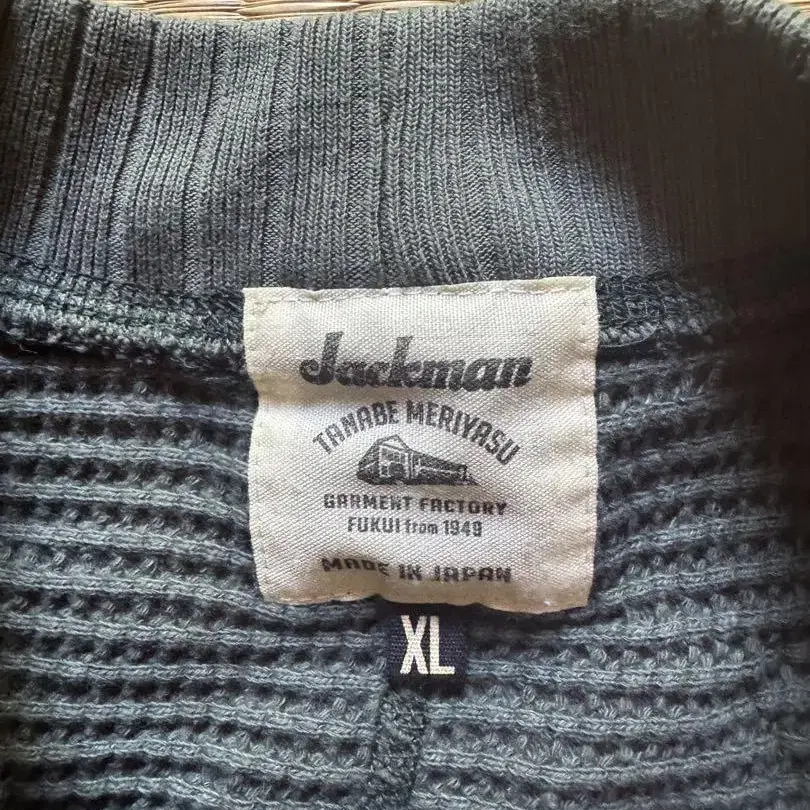 Jackman
TANABE MERIYASU
GARMENT FACTORY
FUKUI from 1949
MADE IN JAPAN
XL